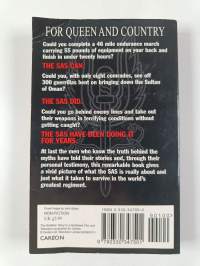 FOR QUEEN AND COUNTRY
Could you complete a 46 mile endurance march
carrying 55 pounds of equipment on your back and
finish in under twenty hours?
THE SAS CAN.
Could you, with only eight comrades, see off
300 guerillas bent on bringing down the Sultan
of Oman?
THE SAS DID.
Could you go behind enemy lines and take out
their weapons in terrifying conditions without
getting caught?
THE SAS HAVE BEEN DOING IT
FOR YEARS.
At last the men who know the truth behind the
myths have told their stories and, through their
personal testimony, this remarkable book gives
a vivid picture of what the SAS is really about and
just what it takes to survive in the world's
greatest regiment.
NON-FICTION
CARLTON